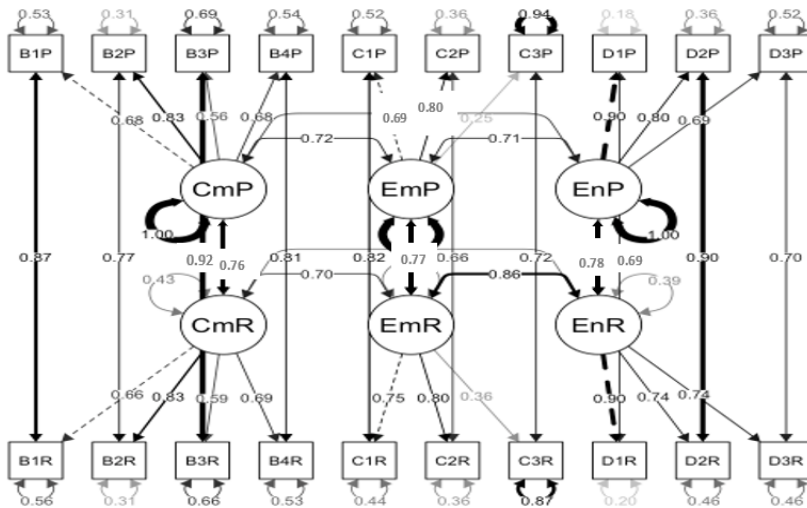 0.53 0.31 0.69 0.54 0.52 0.36 0.94 0.18 0.36 0.52
B1P B2P B3P B4P C1P C2P C3P D1P D2P D3P
0.68 0.83 0.56 0.68 0.69 0.80 0.25 0.90 0.80 0.69
0.72 0.71
CmP EmP EnP
1.00 1.00
0.87 0.77 0.92 0.76 0.81 0.82 0.77 0.66 0.72 0.78 0.69 0.90 0.70
0.43 0.70 0.86 0.39
CmR EmR EnR
0.66 0.83 0.59 0.69 0.75 0.80 0.36 0.90 0.74 0.74
B1R B2R B3R B4R C1R C2R C3R D1R D2R D3R
0.56 0.31 0.66 0.53 0.44 0.36 0.87 0.20 0.46 0.46